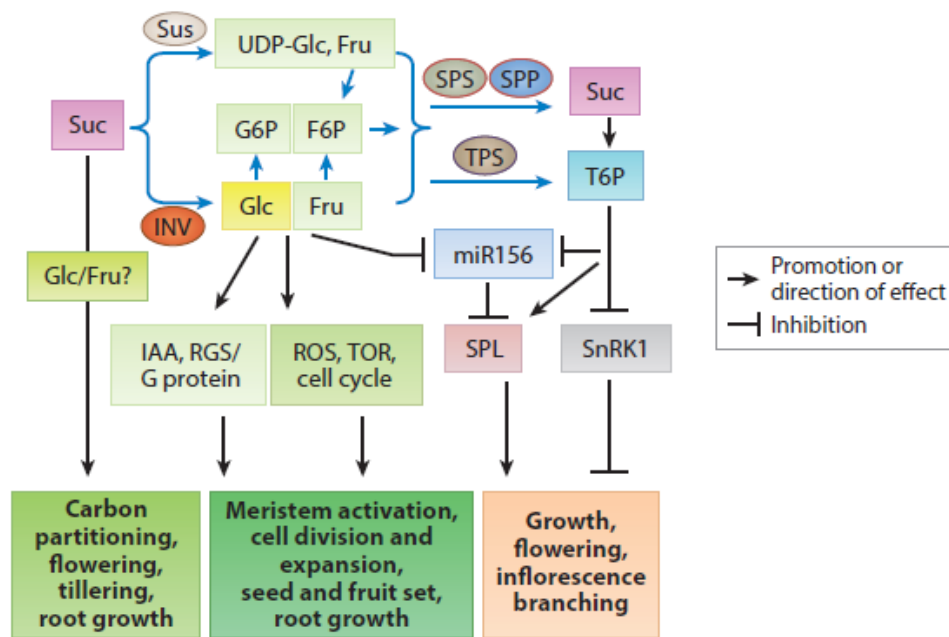 Sus
UDP-Glc, Fru
SPS
SPP
Suc
Suc
G6P
F6P
TPS
T6P
INV
Glc
Fru
miR156
Glc/Fru?
Promotion or
direction of effect
Inhibition
IAA, RGS/
G protein
ROS, TOR,
cell cycle
SPL
SnRK1
Carbon
partitioning,
flowering,
tillering,
root growth
Meristem activation,
cell division and
expansion,
seed and fruit set,
root growth
Growth,
flowering,
inflorescence
branching